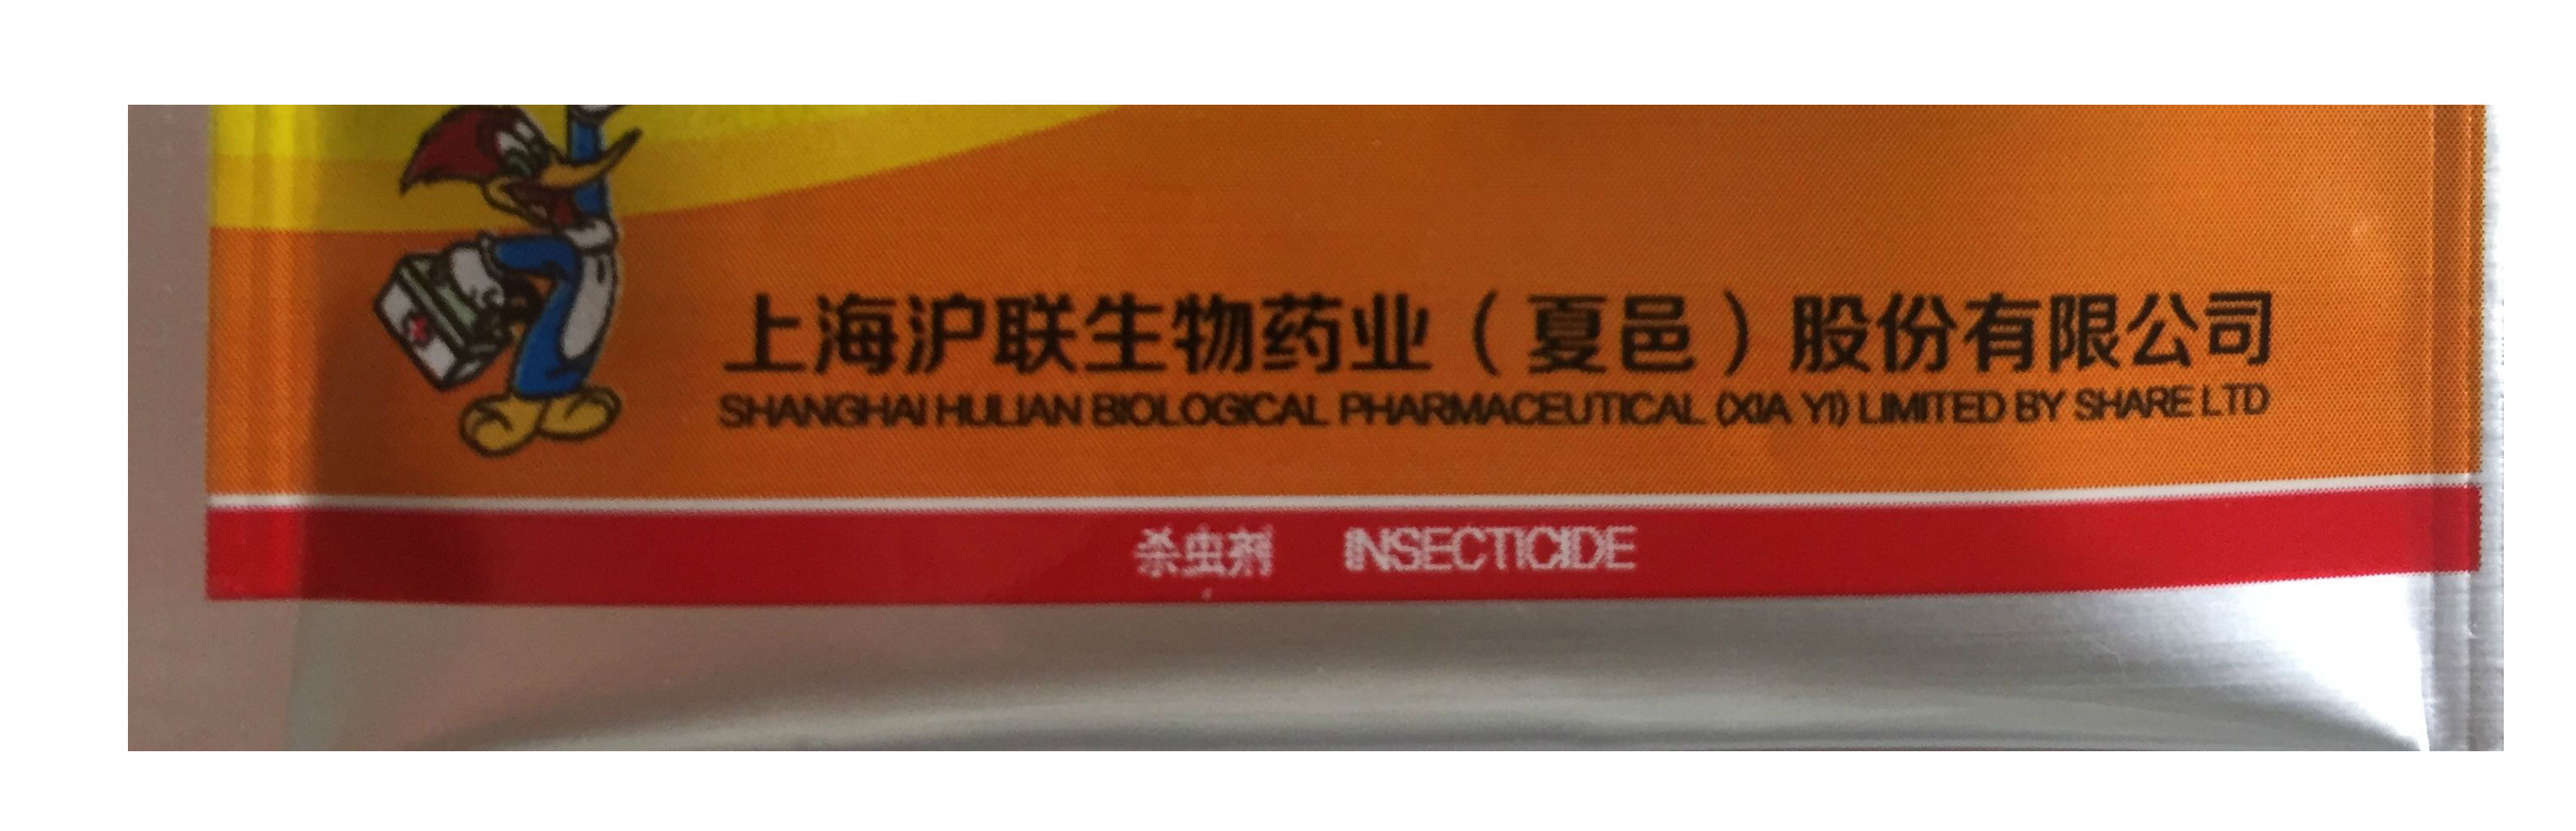 上海沪联生物药业（夏邑）股份有限公司
SHANGHAI HULIAN BIOLOGICAL PHARMACEUTICAL (XIA YI) LIMITED BY SHARE LTD
杀虫剂 INSECTICIDE